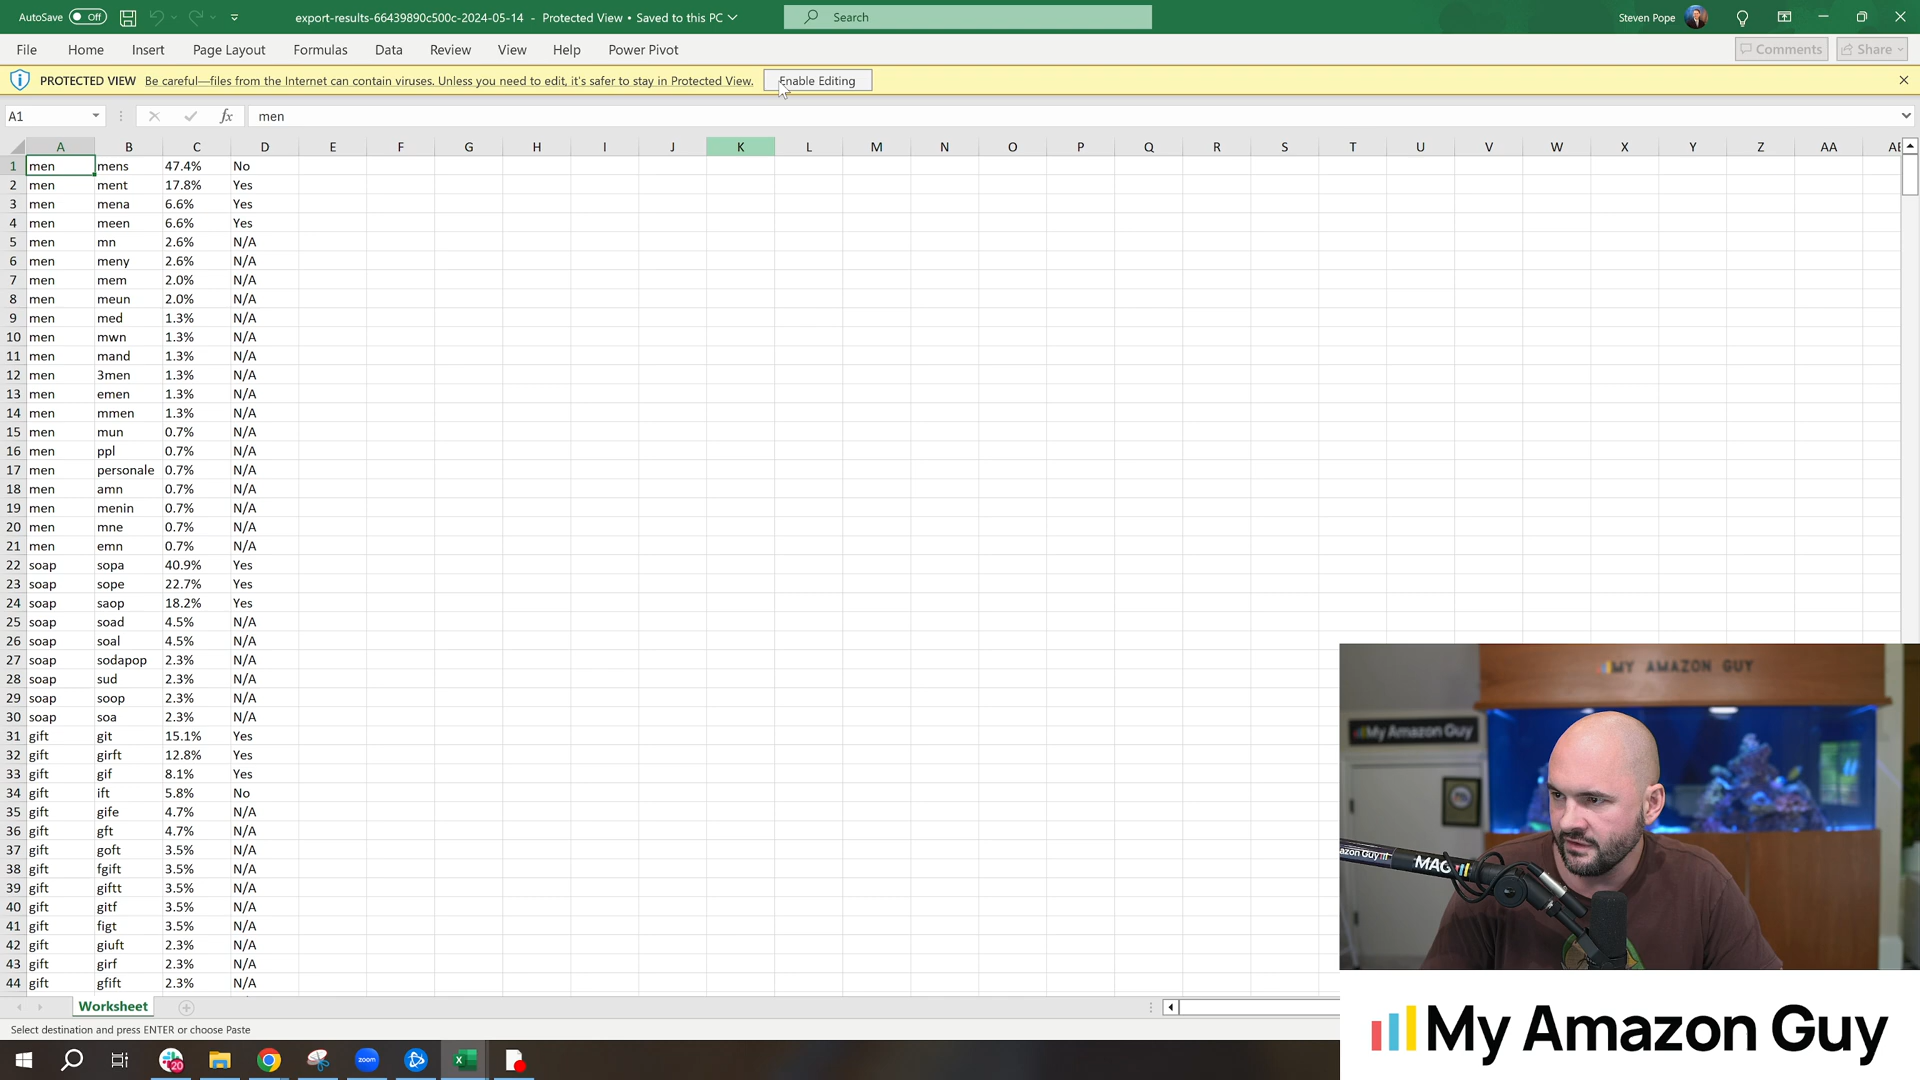 AutoSave Off export-results-66439890c500c-2024-05-14 - Protected View • Saved to this PC Search Steven Pope
File Home Insert Page Layout Formulas Data Review View Help Power Pivot Comments Share
PROTECTED VIEW Be careful—files from the Internet can contain viruses. Unless you need to edit, it's safer to stay in Protected View. Enable Editing
A1 fx men
A B C D E F G H I J K L M N O P Q R S T U V W X Y Z AA
1 men mens 47.4% No
2 men ment 17.8% Yes
3 men mena 6.6% Yes
4 men meen 6.6% Yes
5 men mn 2.6% N/A
6 men meny 2.6% N/A
7 men mem 2.0% N/A
8 men meun 2.0% N/A
9 men med 1.3% N/A
10 men mwn 1.3% N/A
11 men mand 1.3% N/A
12 men 3men 1.3% N/A
13 men emen 1.3% N/A
14 men mmen 1.3% N/A
15 men mun 0.7% N/A
16 men ppl 0.7% N/A
17 men personale 0.7% N/A
18 men amn 0.7% N/A
19 men menin 0.7% N/A
20 men mne 0.7% N/A
21 men emn 0.7% N/A
22 soap sopa 40.9% Yes
23 soap sope 22.7% Yes
24 soap saop 18.2% Yes
25 soap soad 4.5% N/A
26 soap soal 4.5% N/A
27 soap sodapop 2.3% N/A
28 soap sud 2.3% N/A
29 soap soop 2.3% N/A
30 soap soa 2.3% N/A
31 gift git 15.1% Yes
32 gift girft 12.8% Yes
33 gift gif 8.1% Yes
34 gift ift 5.8% No
35 gift gife 4.7% N/A
36 gift gft 4.7% N/A
37 gift goft 3.5% N/A
38 gift fgift 3.5% N/A
39 gift giftt 3.5% N/A
40 gift gitf 3.5% N/A
41 gift figt 3.5% N/A
42 gift giuft 2.3% N/A
43 gift girf 2.3% N/A
44 gift gfift 2.3% N/A
Worksheet
Select destination and press ENTER or choose Paste
MY AMAZON GUY
My Amazon Guy
azon Guy
MAG
My Amazon Guy
20
zoom